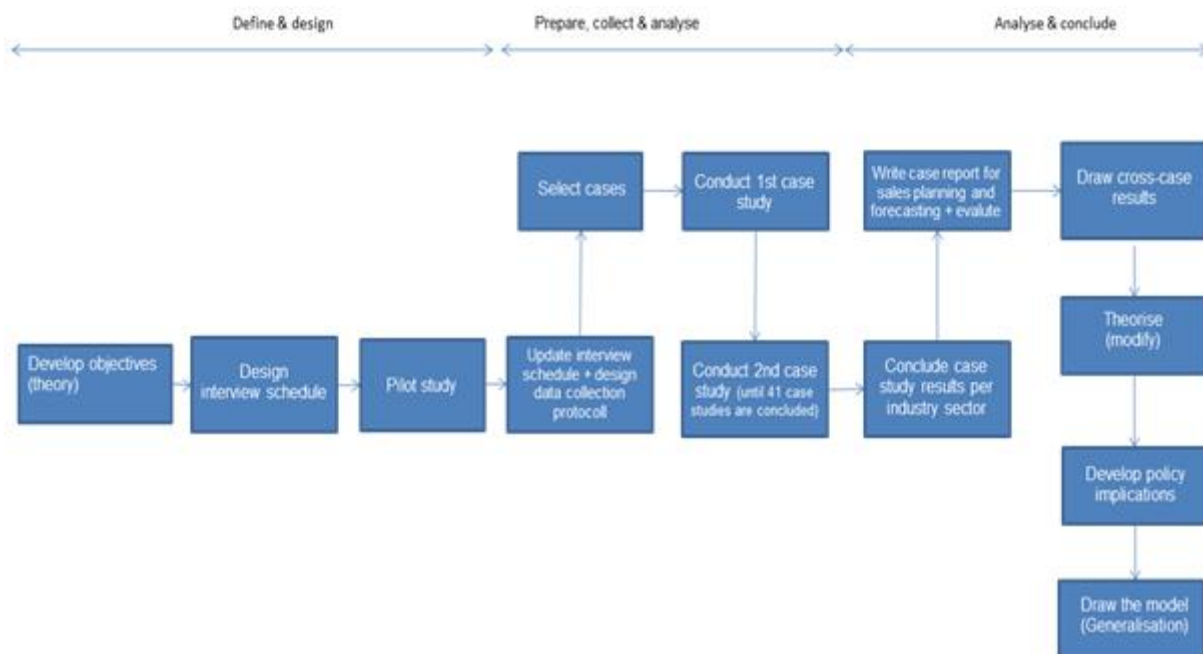 Define & design
Prepare, collect & analyse
Analyse & conclude
Select cases
Conduct 1st case
study
Write case report for
sales planning and
forecasting + evalute
Draw cross-case
results
Develop objectives
(theory)
Design
interview schedule
Pilot study
Update interview
schedule + design
data collection
protocoll
Conduct 2nd case
study (until 41 case
studies are concluded)
Conclude case
study results per
industry sector
Theorise
(modify)
Develop policy
implications
Draw the model
(Generalisation)